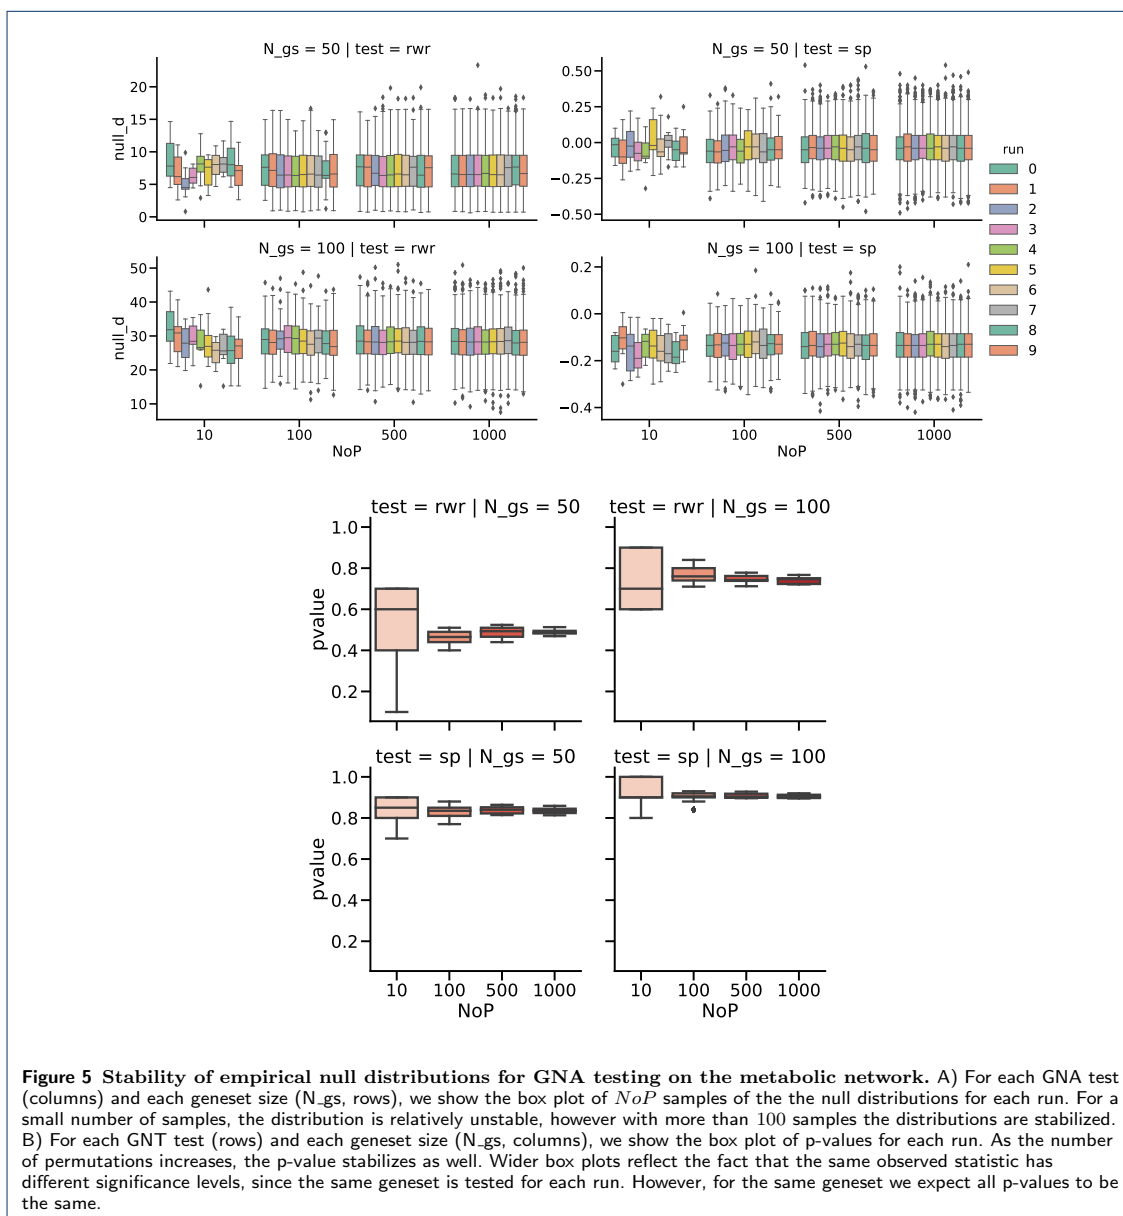 N_gs = 50 | test = rwr
N_gs = 50 | test = sp
null_d
20
15
10
5
0
0.50
0.25
0.00
−0.25
−0.50
run
0
1
2
3
4
5
6
7
8
9
N_gs = 100 | test = rwr
N_gs = 100 | test = sp
null_d
50
40
30
20
10
0.2
0.0
−0.2
−0.4
10 100 500 1000
NoP
10 100 500 1000
NoP
test = rwr | N_gs = 50
test = rwr | N_gs = 100
pvalue
1.0
0.8
0.6
0.4
0.2
test = sp | N_gs = 50
test = sp | N_gs = 100
pvalue
1.0
0.8
0.6
0.4
0.2
10 100 500 1000
NoP
10 100 500 1000
NoP
Figure 5 Stability of empirical null distributions for GNA testing on the metabolic network. A) For each GNA test
(columns) and each geneset size (N_gs, rows), we show the box plot of NoP samples of the the null distributions for each run. For a
small number of samples, the distribution is relatively unstable, however with more than 100 samples the distributions are stabilized.
B) For each GNT test (rows) and each geneset size (N_gs, columns), we show the box plot of p-values for each run. As the number
of permutations increases, the p-value stabilizes as well. Wider box plots reflect the fact that the same observed statistic has
different significance levels, since the same geneset is tested for each run. However, for the same geneset we expect all p-values to be
the same.